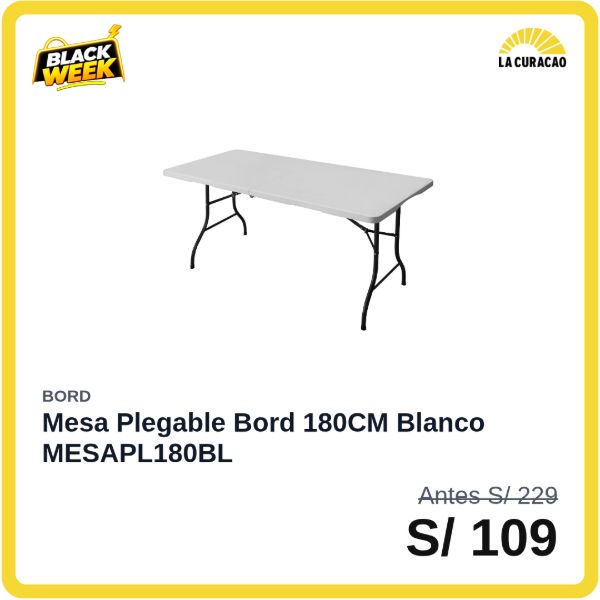 BLACK
WEEK
LA CURACAO
BORD
Mesa Plegable Bord 180CM Blanco
MESAPL180BL
Antes S/ 229
S/ 109